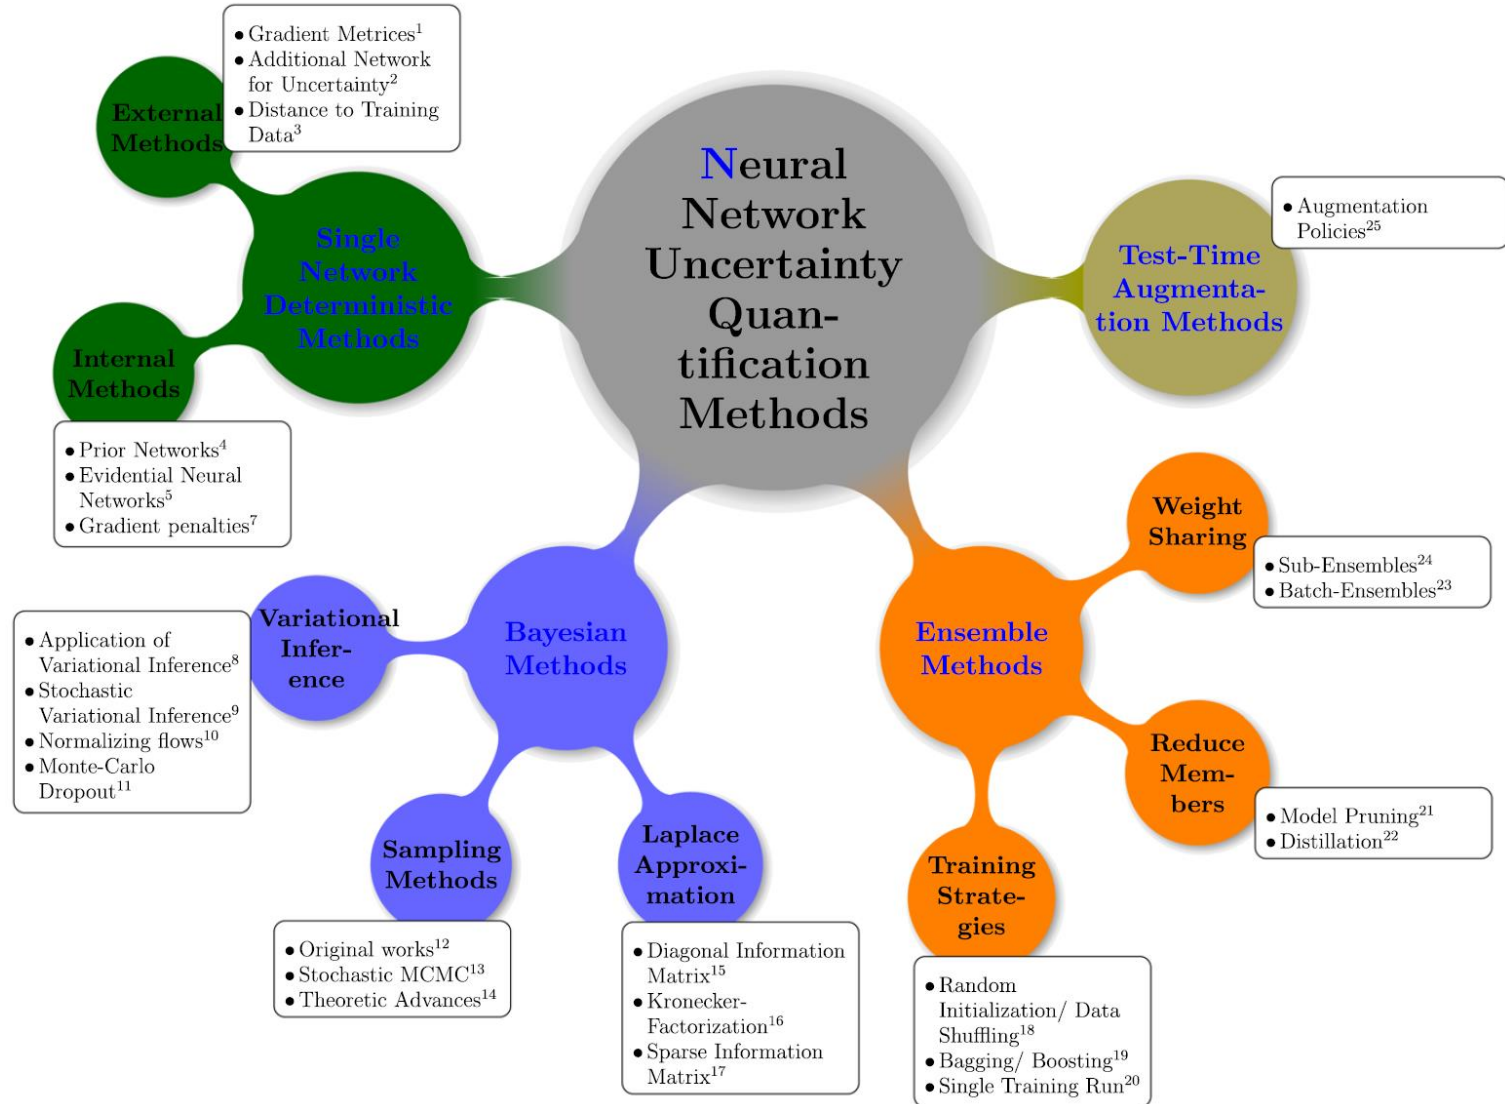 Neural
Network
Uncertainty
Quan-
tification
Methods
Single
Network
Deterministic
Methods
External
Methods
• Gradient Metrices¹
• Additional Network
for Uncertainty²
• Distance to Training
Data³
Internal
Methods
• Prior Networks⁴
• Evidential Neural
Networks⁵
• Gradient penalties⁷
Bayesian
Methods
Variational
Infer-
ence
• Application of
Variational Inference⁸
• Stochastic
Variational Inference⁹
• Normalizing flows¹⁰
• Monte-Carlo
Dropout¹¹
Sampling
Methods
• Original works¹²
• Stochastic MCMC¹³
• Theoretic Advances¹⁴
Laplace
Approxi-
mation
• Diagonal Information
Matrix¹⁵
• Kronecker-
Factorization¹⁶
• Sparse Information
Matrix¹⁷
Ensemble
Methods
Training
Strate-
gies
• Random
Initialization/ Data
Shuffling¹⁸
• Bagging/ Boosting¹⁹
• Single Training Run²⁰
Reduce
Mem-
bers
• Model Pruning²¹
• Distillation²²
Weight
Sharing
• Sub-Ensembles²⁴
• Batch-Ensembles²³
Test-Time
Augmenta-
tion Methods
• Augmentation
Policies²⁵